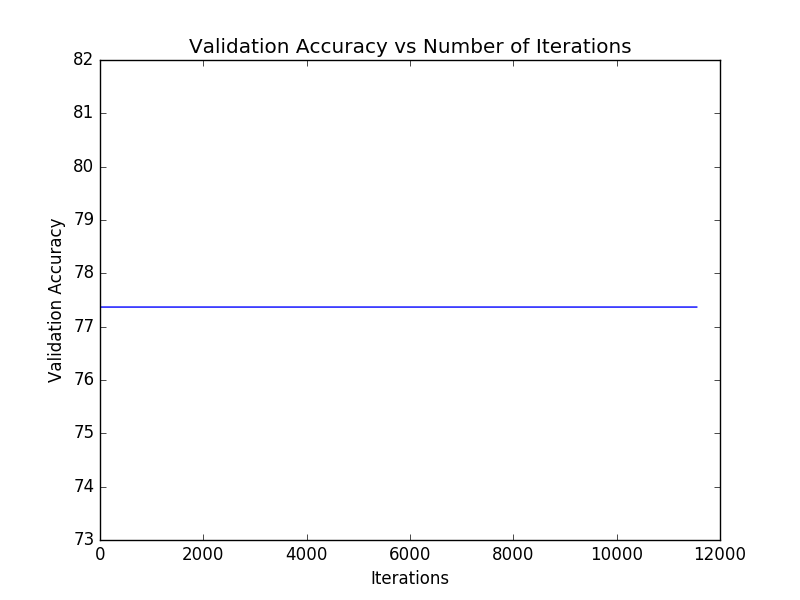 Validation Accuracy vs Number of Iterations
82
81
80
79
78
77
76
75
74
73
Validation Accuracy
0 2000 4000 6000 8000 10000 12000
Iterations